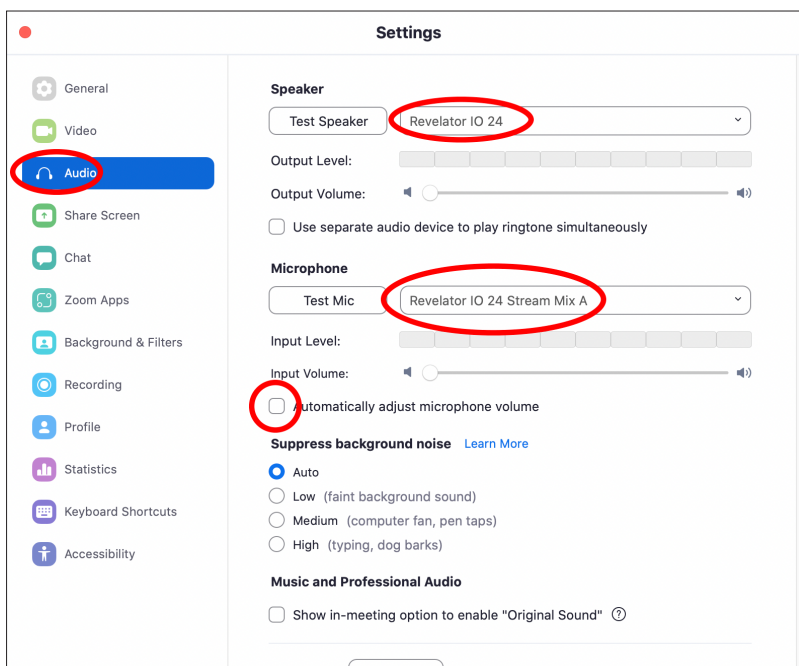 Settings
General
Video
Audio
Share Screen
Chat
Zoom Apps
Background & Filters
Recording
Profile
Statistics
Keyboard Shortcuts
Accessibility
Speaker
Test Speaker Revelator IO 24
Output Level:
Output Volume:
Use separate audio device to play ringtone simultaneously
Microphone
Test Mic Revelator IO 24 Stream Mix A
Input Level:
Input Volume:
Automatically adjust microphone volume
Suppress background noise Learn More
Auto
Low (faint background sound)
Medium (computer fan, pen taps)
High (typing, dog barks)
Music and Professional Audio
Show in-meeting option to enable "Original Sound" ?